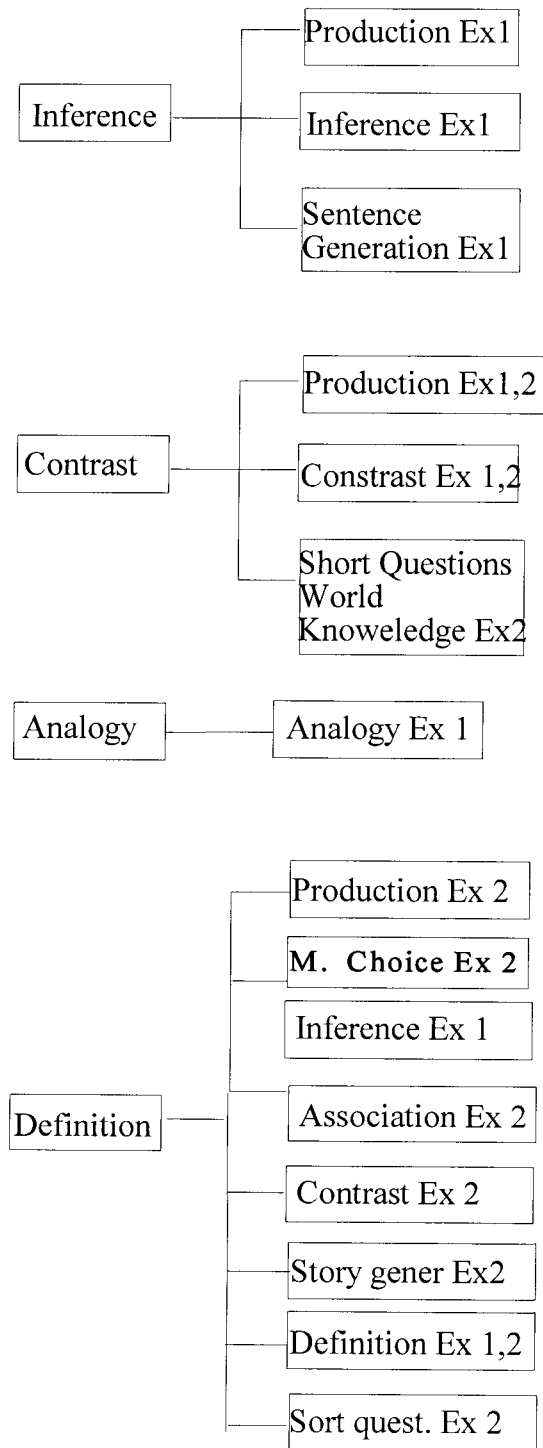 Production Ex1
Inference
Inference Ex1
Sentence
Generation Ex1
Production Ex1,2
Contrast
Constrast Ex 1,2
Short Questions
World
Knoweledge Ex2
Analogy
Analogy Ex 1
Production Ex 2
M. Choice Ex 2
Inference Ex 1
Definition
Association Ex 2
Contrast Ex 2
Story gener Ex2
Definition Ex 1,2
Sort quest. Ex 2